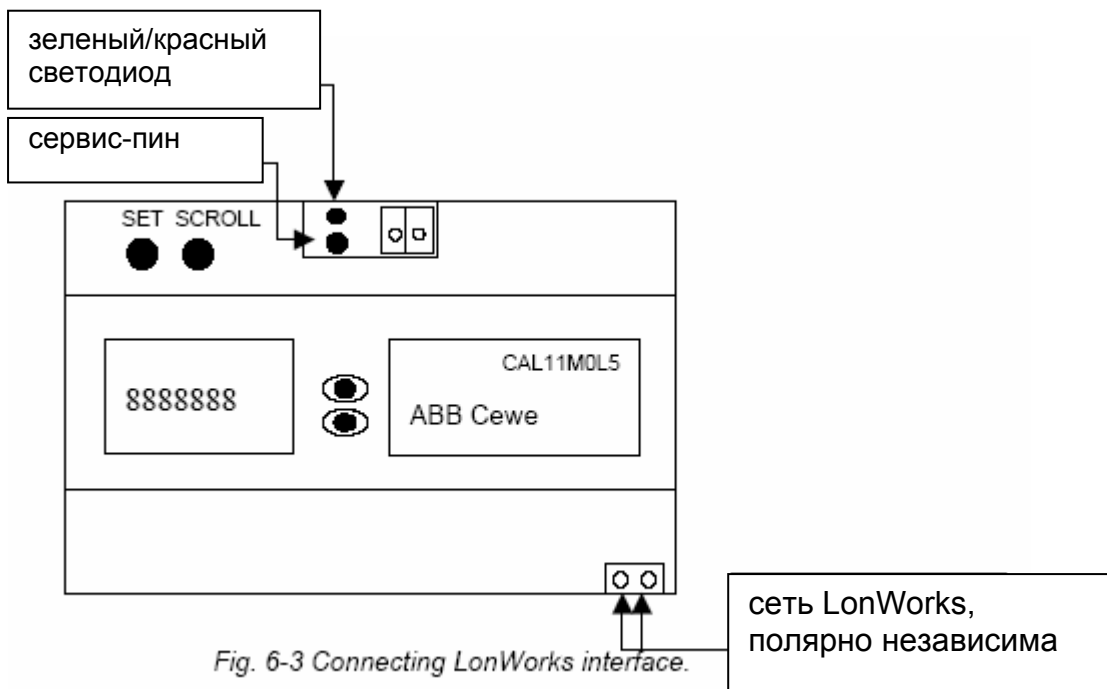 зеленый/красный
светодиод
сервис-пин
SET SCROLL
8888888
CAL11M0L5
ABB Cewe
сеть LonWorks,
полярно независима
Fig. 6-3 Connecting LonWorks interface.